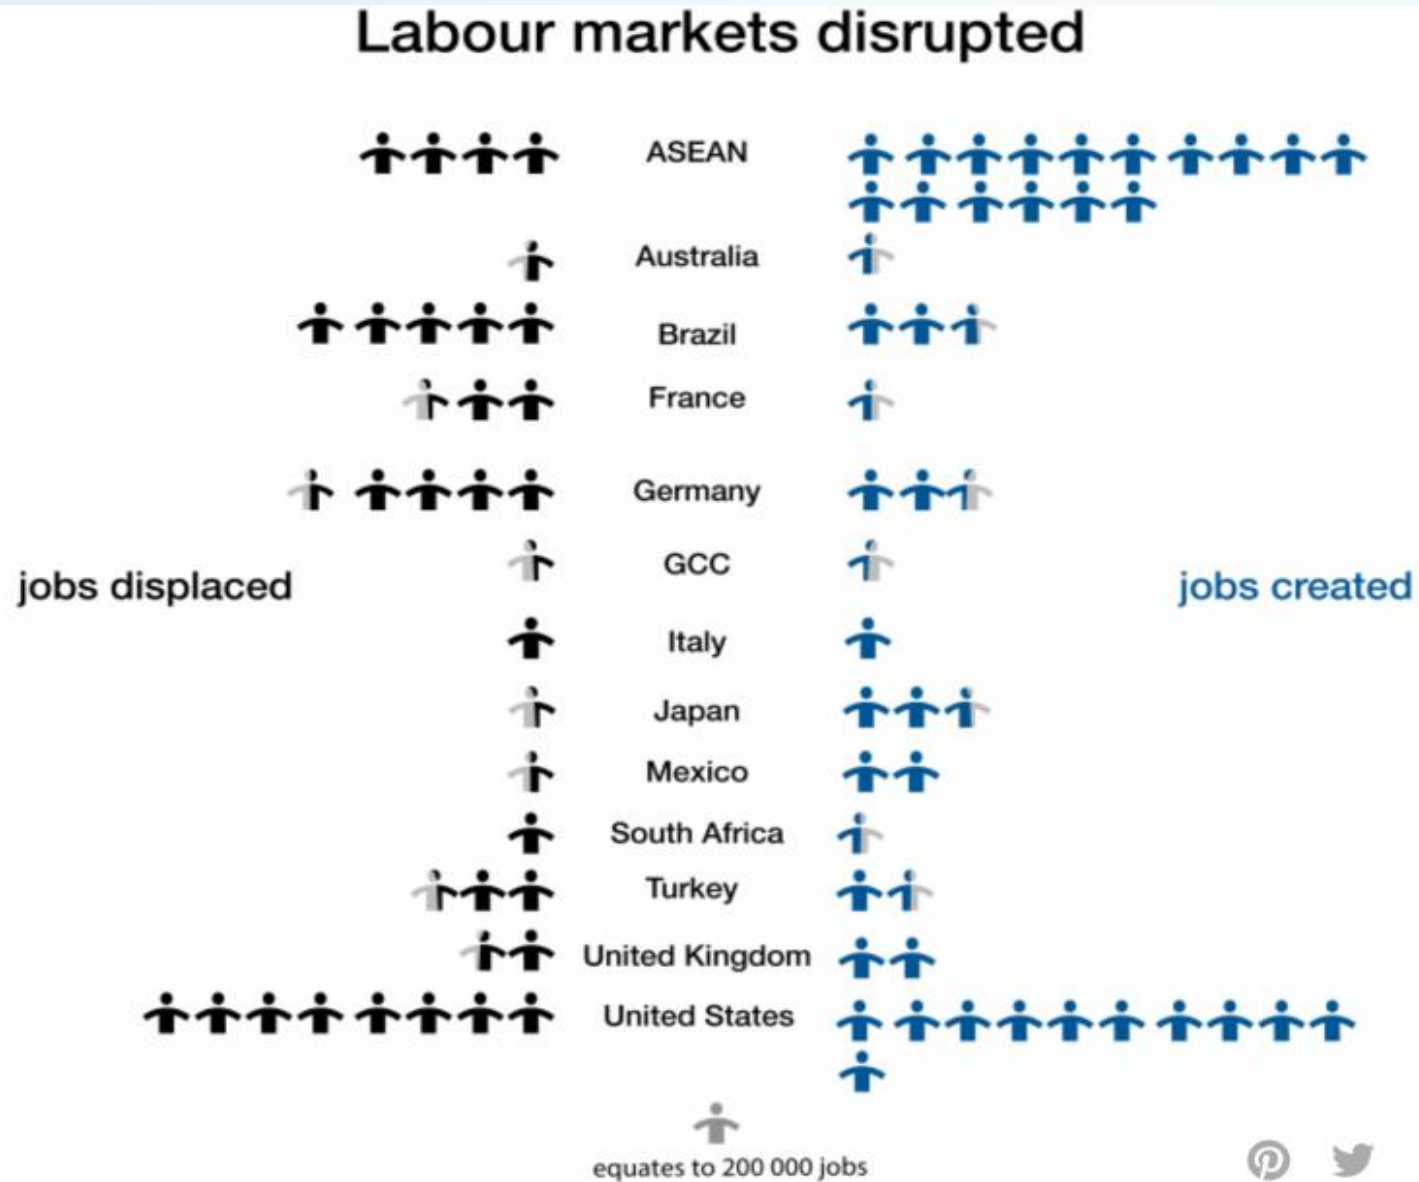 Labour markets disrupted
ASEAN
Australia
Brazil
France
Germany
GCC
jobs displaced
jobs created
Italy
Japan
Mexico
South Africa
Turkey
United Kingdom
United States
equates to 200 000 jobs